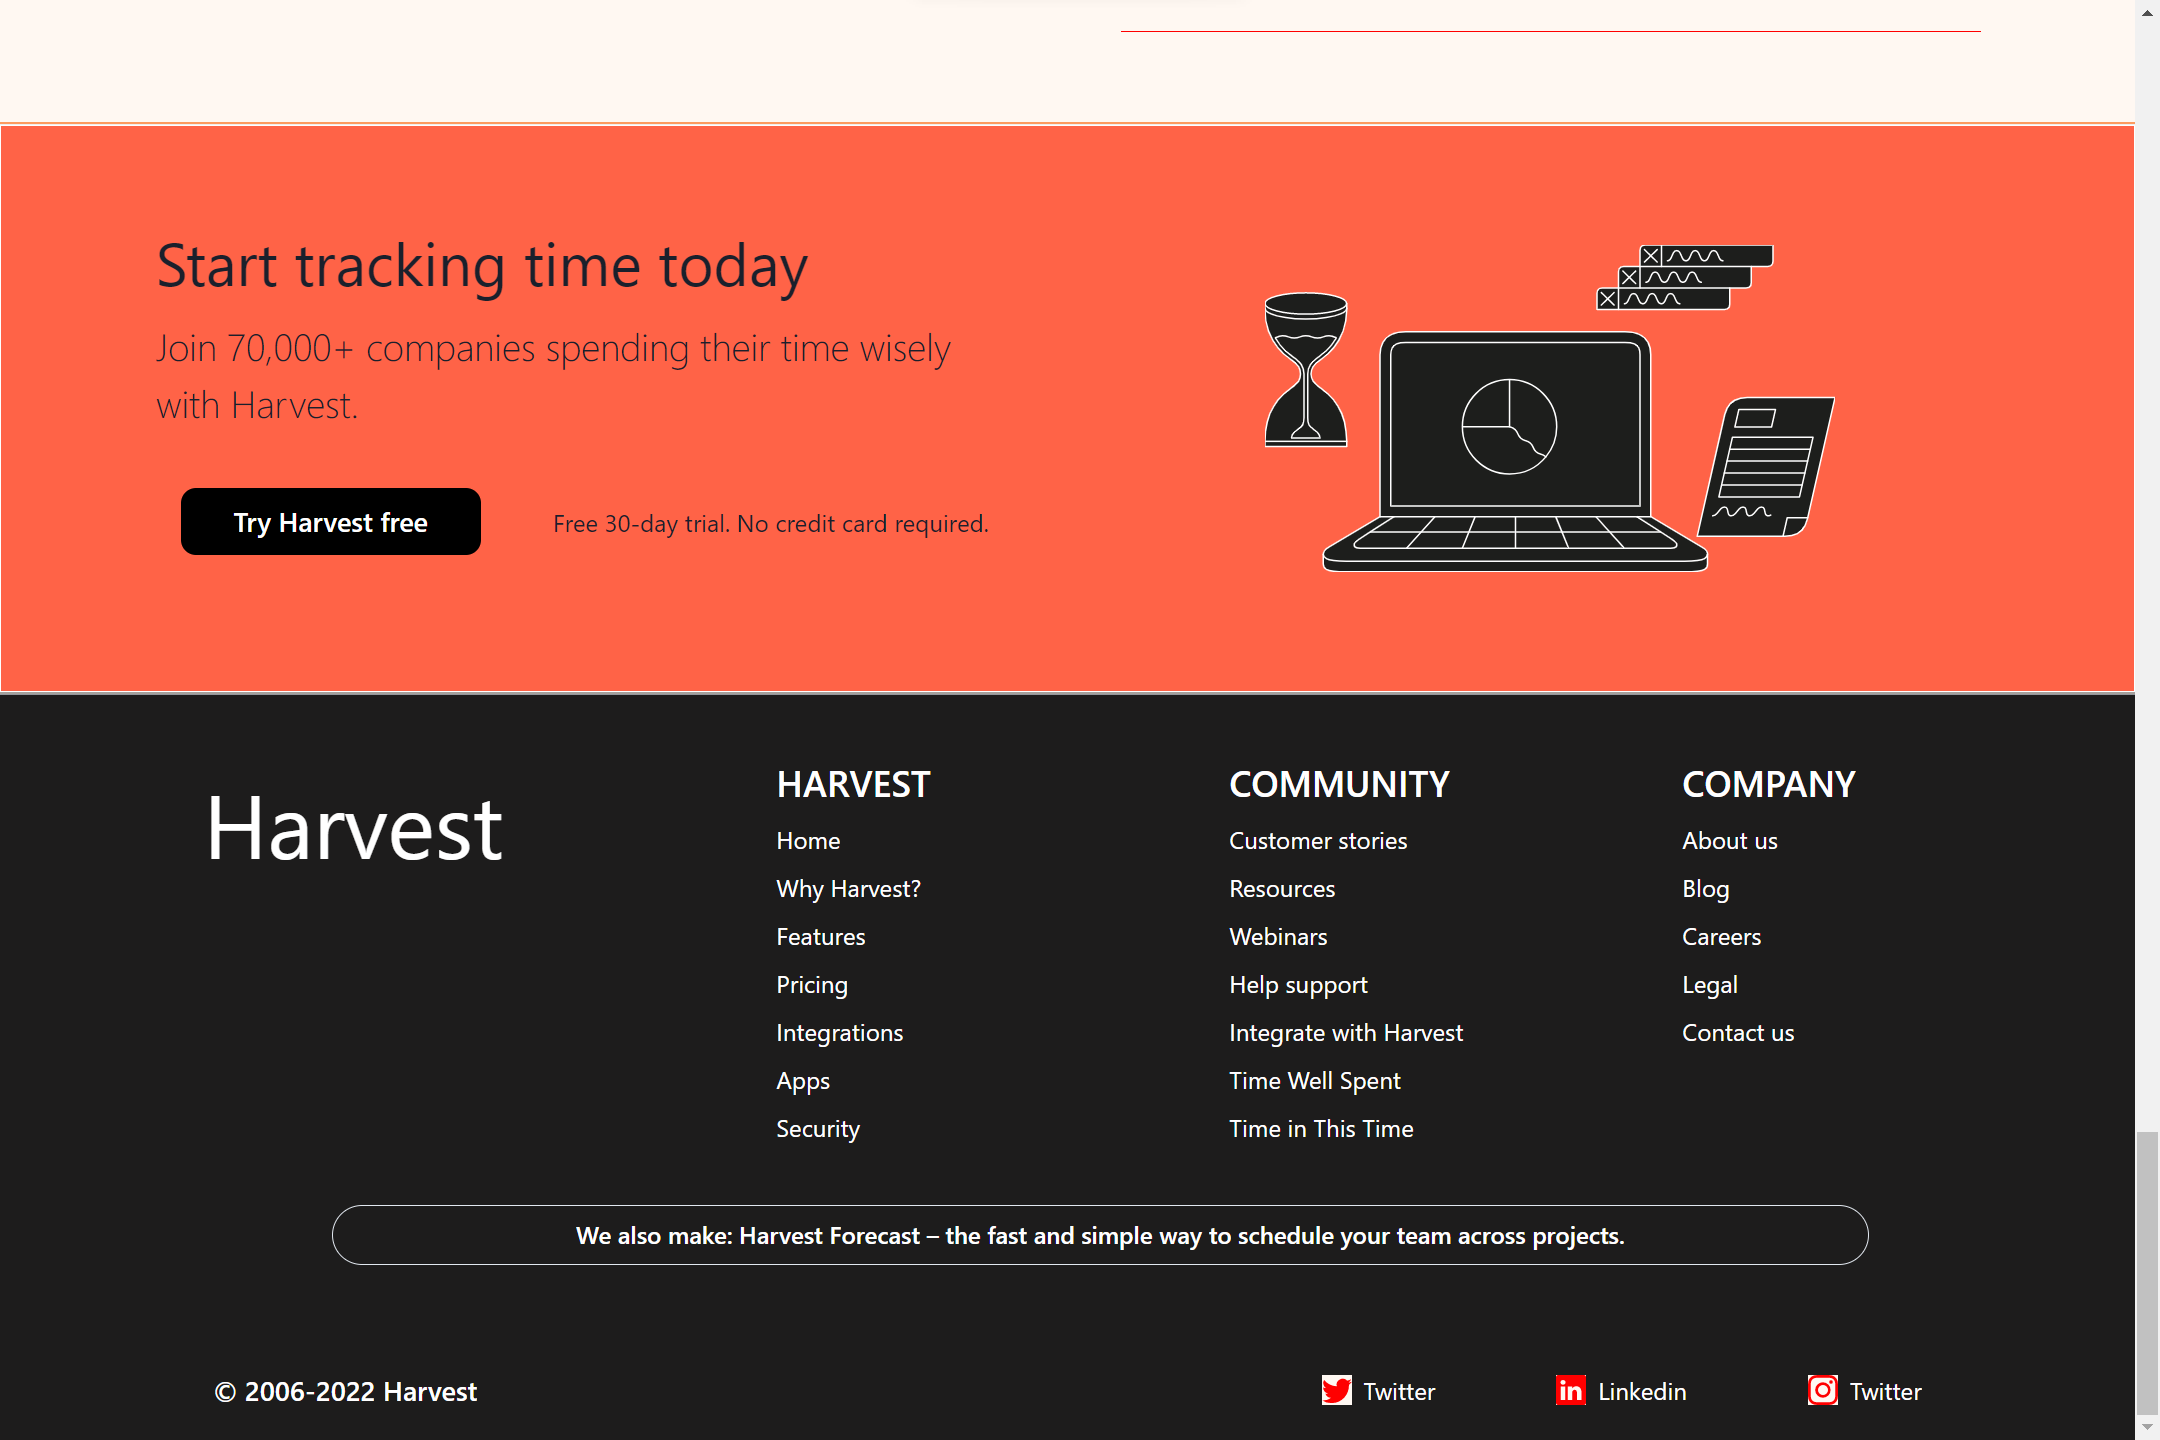 Start tracking time today
Join 70,000+ companies spending their time wisely
with Harvest.
Try Harvest free
Free 30-day trial. No credit card required.
Harvest
HARVEST
Home
Why Harvest?
Features
Pricing
Integrations
Apps
Security
COMMUNITY
Customer stories
Resources
Webinars
Help support
Integrate with Harvest
Time Well Spent
Time in This Time
COMPANY
About us
Blog
Careers
Legal
Contact us
We also make: Harvest Forecast – the fast and simple way to schedule your team across projects.
© 2006-2022 Harvest
Twitter
in Linkedin
Twitter